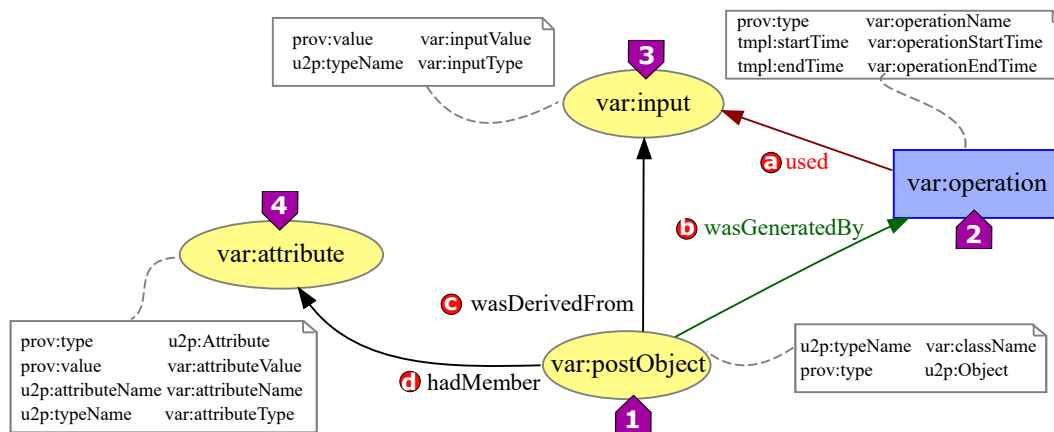 prov:type var:operationName
tmpl:startTime var:operationStartTime
tmpl:endTime var:operationEndTime
prov:value var:inputValue
u2p:typeName var:inputType
3
var:input
a used
var:operation
2
4
var:attribute
b wasGeneratedBy
c wasDerivedFrom
prov:type u2p:Attribute
prov:value var:attributeValue
u2p:attributeName var:attributeName
u2p:typeName var:attributeType
d hadMember
var:postObject
1
u2p:typeName var:className
prov:type u2p:Object